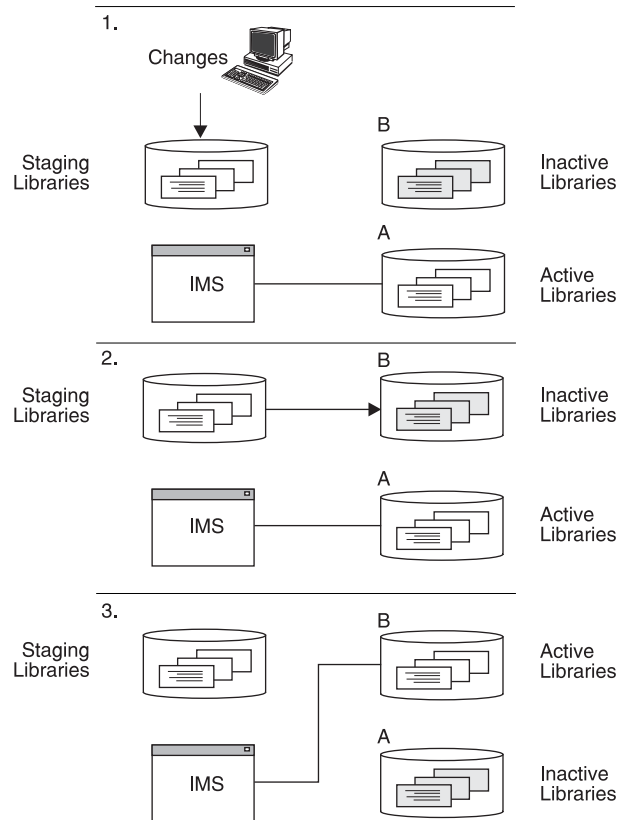 1.
Changes
Staging
Libraries
B
Inactive
Libraries
IMS
A
Active
Libraries
2.
Staging
Libraries
B
Inactive
Libraries
IMS
A
Active
Libraries
3.
Staging
Libraries
B
Active
Libraries
IMS
A
Inactive
Libraries